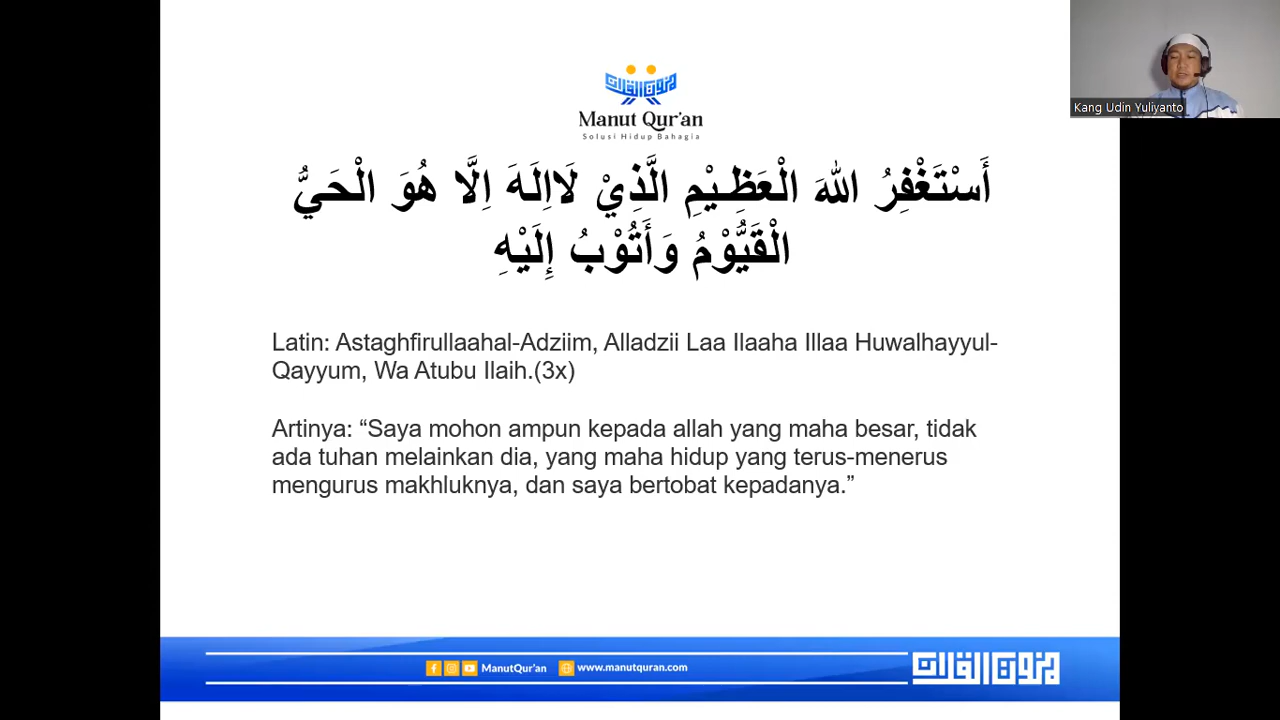 Manut Qur'an
Solusi Hidup Bahagia
أَسْتَغْفِرُ اللهَ الْعَظِـيْمِ الَّذِيْ لَااِلَهَ اِلَّا هُوَ الْحَيُّ
الْقَيُّوْمُ وَأَتُوْبُ إِلَيْهِ
Kang Udin Yuliyanto
Latin: Astaghfirullaahal-Adziim, Alladzii Laa Ilaaha Illaa Huwalhayyul-
Qayyum, Wa Atubu Ilaih.(3x)
Artinya: “Saya mohon ampun kepada allah yang maha besar, tidak
ada tuhan melainkan dia, yang maha hidup yang terus-menerus
mengurus makhluknya, dan saya bertobat kepadanya.”
ManutQur'an www.manutquran.com